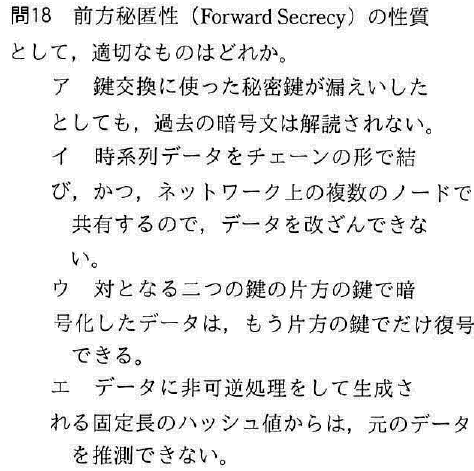 問18 前方秘匿性（Forward Secrecy）の性質
として，適切なものはどれか。
ア 鍵交換に使った秘密鍵が漏えいした
としても，過去の暗号文は解読されない。
イ 時系列データをチェーンの形で結
び，かつ，ネットワーク上の複数のノードで
共有するので，データを改ざんできな
い。
ウ 対となる二つの鍵の片方の鍵で暗
号化したデータは，もう片方の鍵でだけ復号
できる。
エ データに非可逆処理をして生成さ
れる固定長のハッシュ値からは，元のデータ
を推測できない。